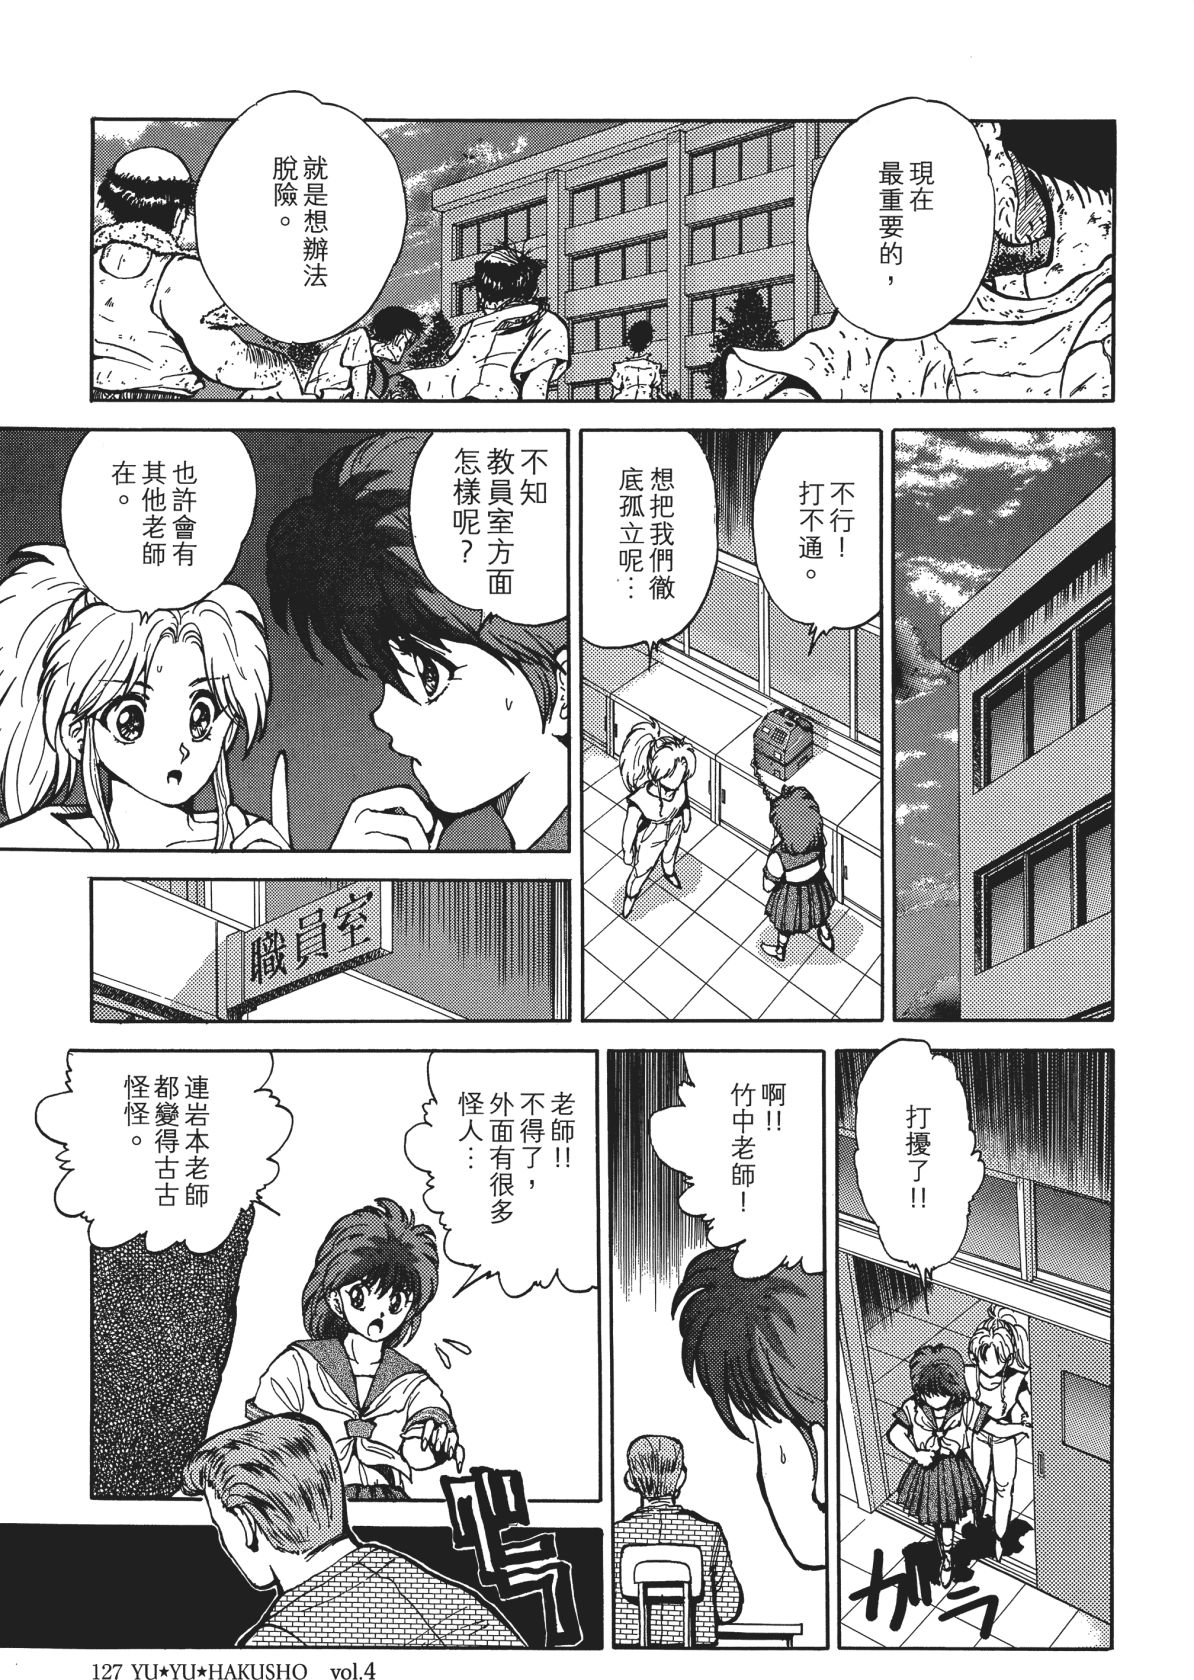 現在
最重要的，
就是想辦法
脫險。
不行！
打不通。
想把我們徹
底孤立呢…
不知
教員室方面
怎樣呢？
也許會有
其他老師
在。
職員室
打擾了!!
ガラ
啊!!
竹中老師！
老師!!
不得了，
外面有很多
怪人…
連岩本老師
都變得古古
怪怪。
127 YU★YU★HAKUSHO vol.4